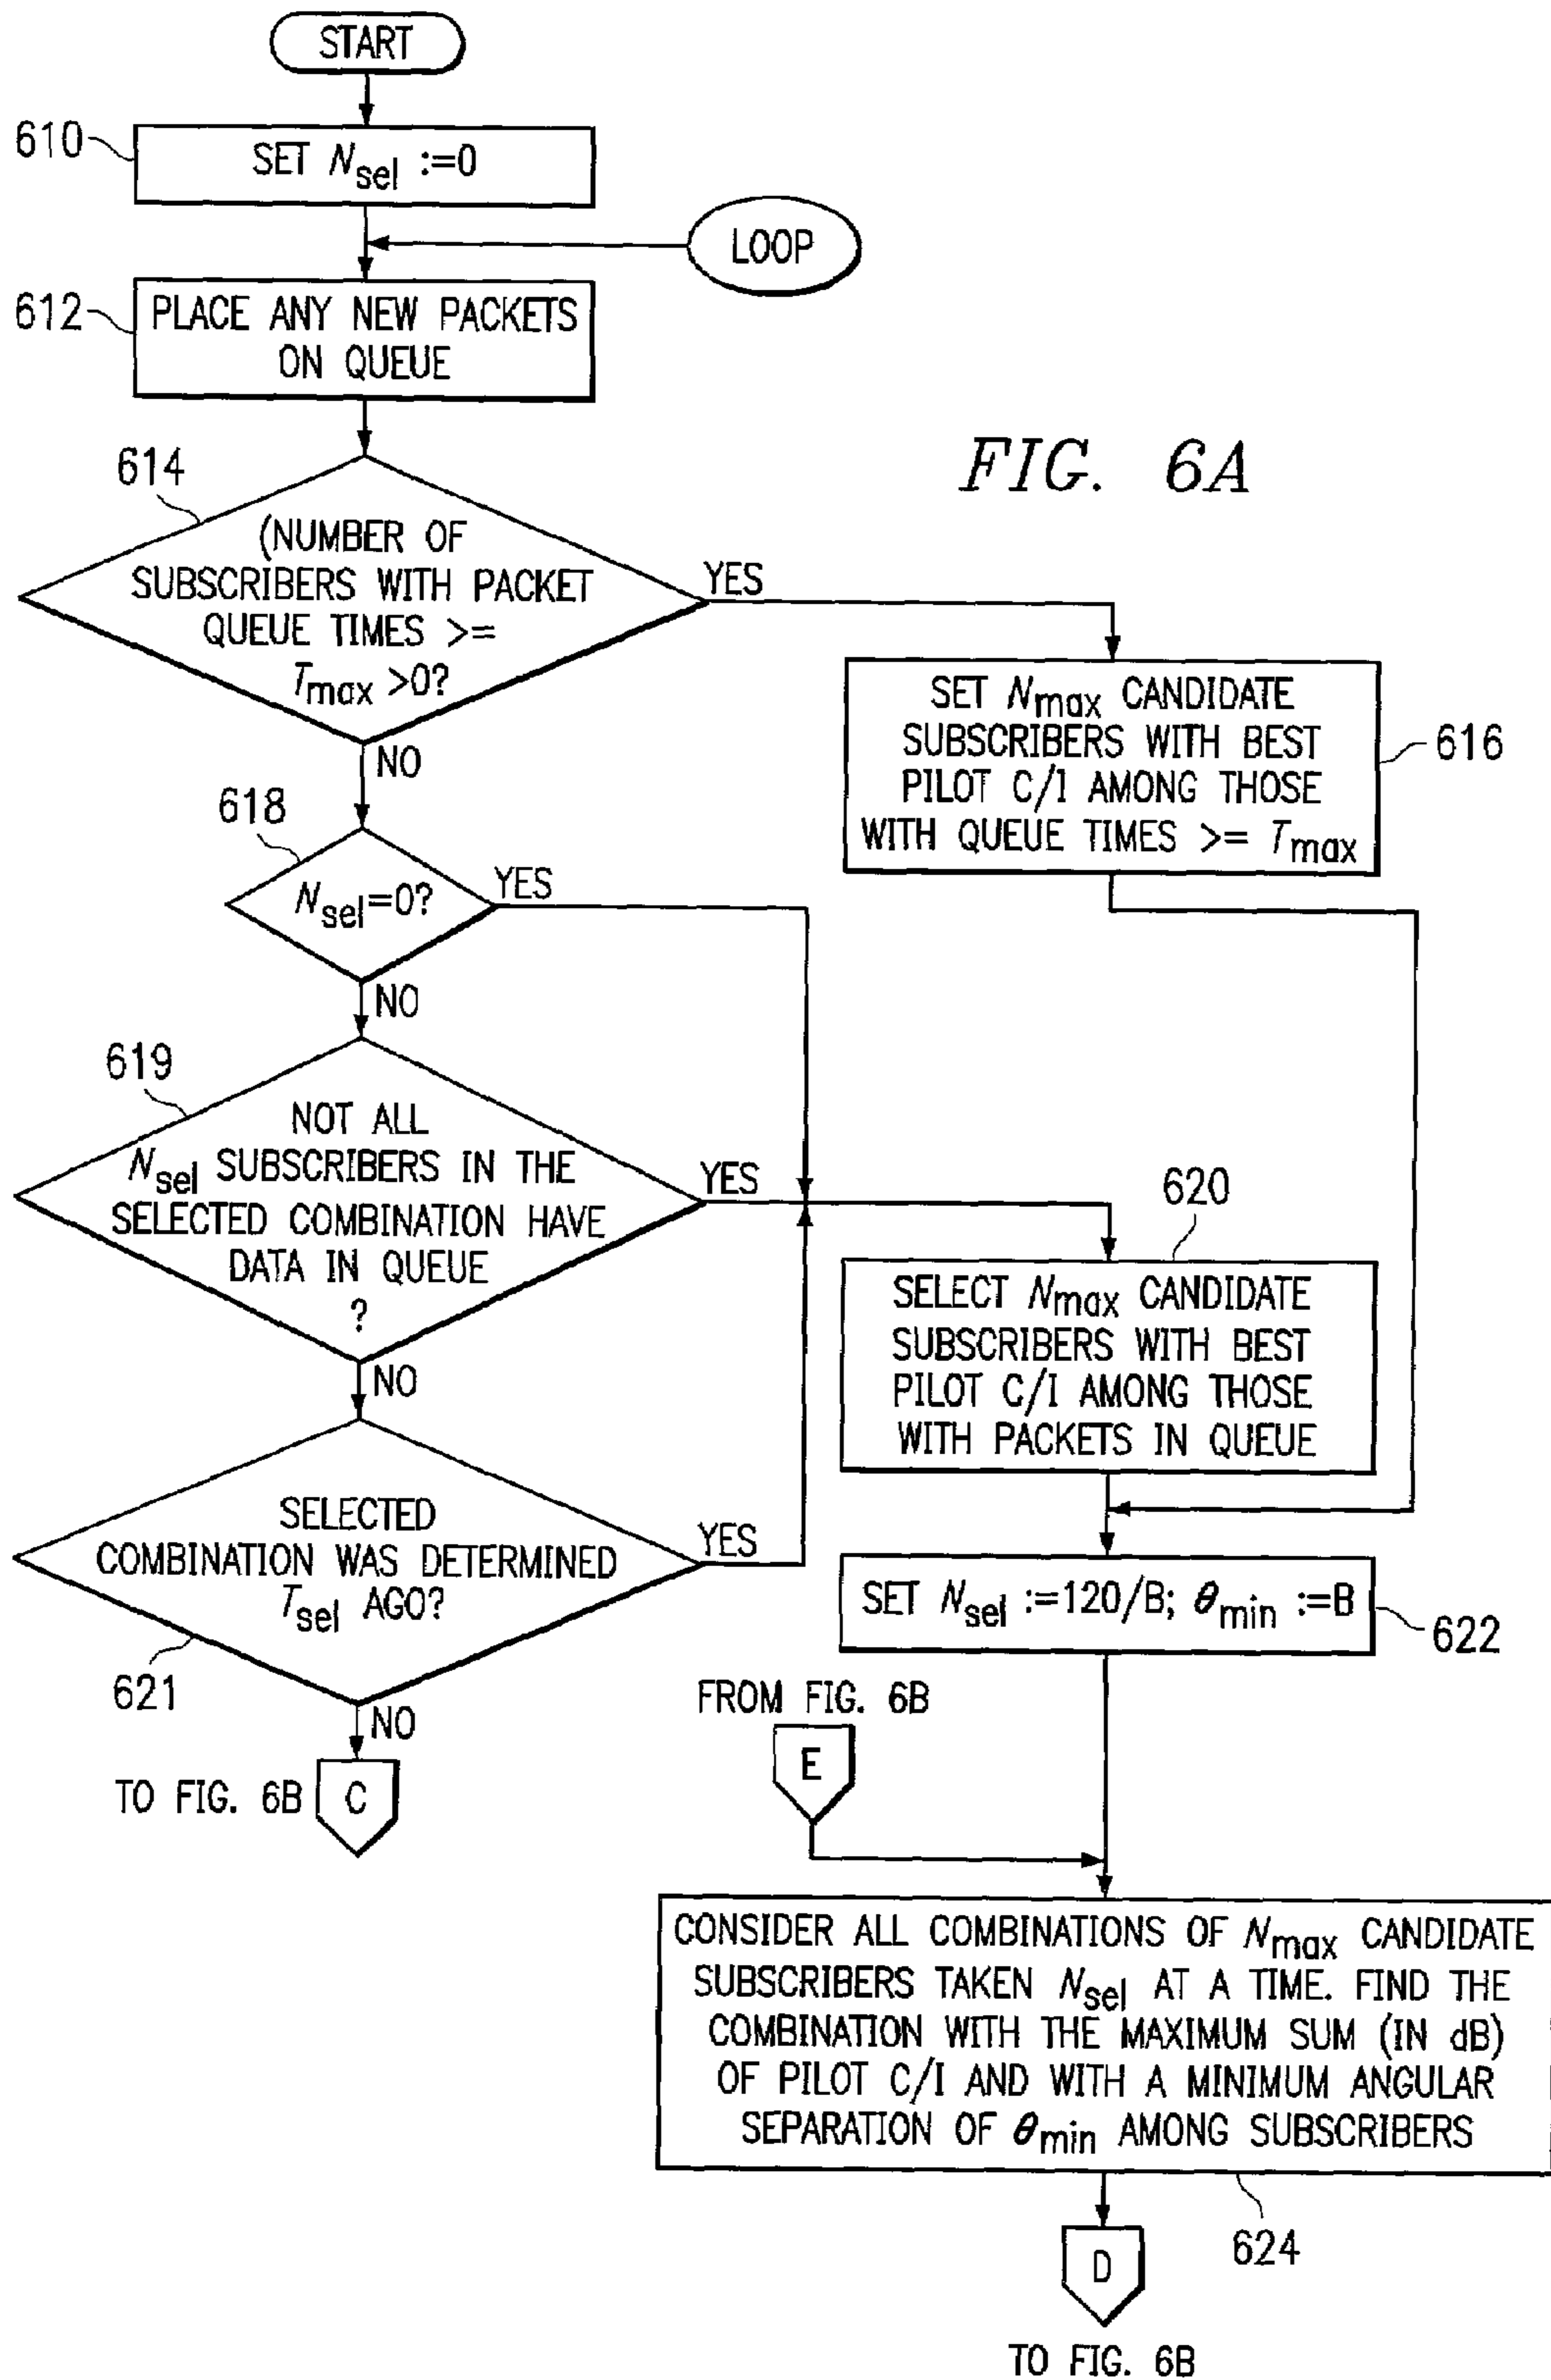 START
610
SET Nsel :=0
LOOP
612
PLACE ANY NEW PACKETS
ON QUEUE
FIG. 6A
614
(NUMBER OF
SUBSCRIBERS WITH PACKET
QUEUE TIMES >=
Tmax >0?
YES
NO
SET Nmax CANDIDATE
SUBSCRIBERS WITH BEST
PILOT C/I AMONG THOSE
WITH QUEUE TIMES >= Tmax
616
618
Nsel=0?
YES
NO
619
NOT ALL
Nsel SUBSCRIBERS IN THE
SELECTED COMBINATION HAVE
DATA IN QUEUE
?
YES
NO
620
SELECT Nmax CANDIDATE
SUBSCRIBERS WITH BEST
PILOT C/I AMONG THOSE
WITH PACKETS IN QUEUE
SELECTED
COMBINATION WAS DETERMINED
Tsel AGO?
YES
621
NO
SET Nsel :=120/B; θmin :=B
622
FROM FIG. 6B
E
TO FIG. 6B
C
CONSIDER ALL COMBINATIONS OF Nmax CANDIDATE
SUBSCRIBERS TAKEN Nsel AT A TIME. FIND THE
COMBINATION WITH THE MAXIMUM SUM (IN dB)
OF PILOT C/I AND WITH A MINIMUM ANGULAR
SEPARATION OF θmin AMONG SUBSCRIBERS
624
D
TO FIG. 6B